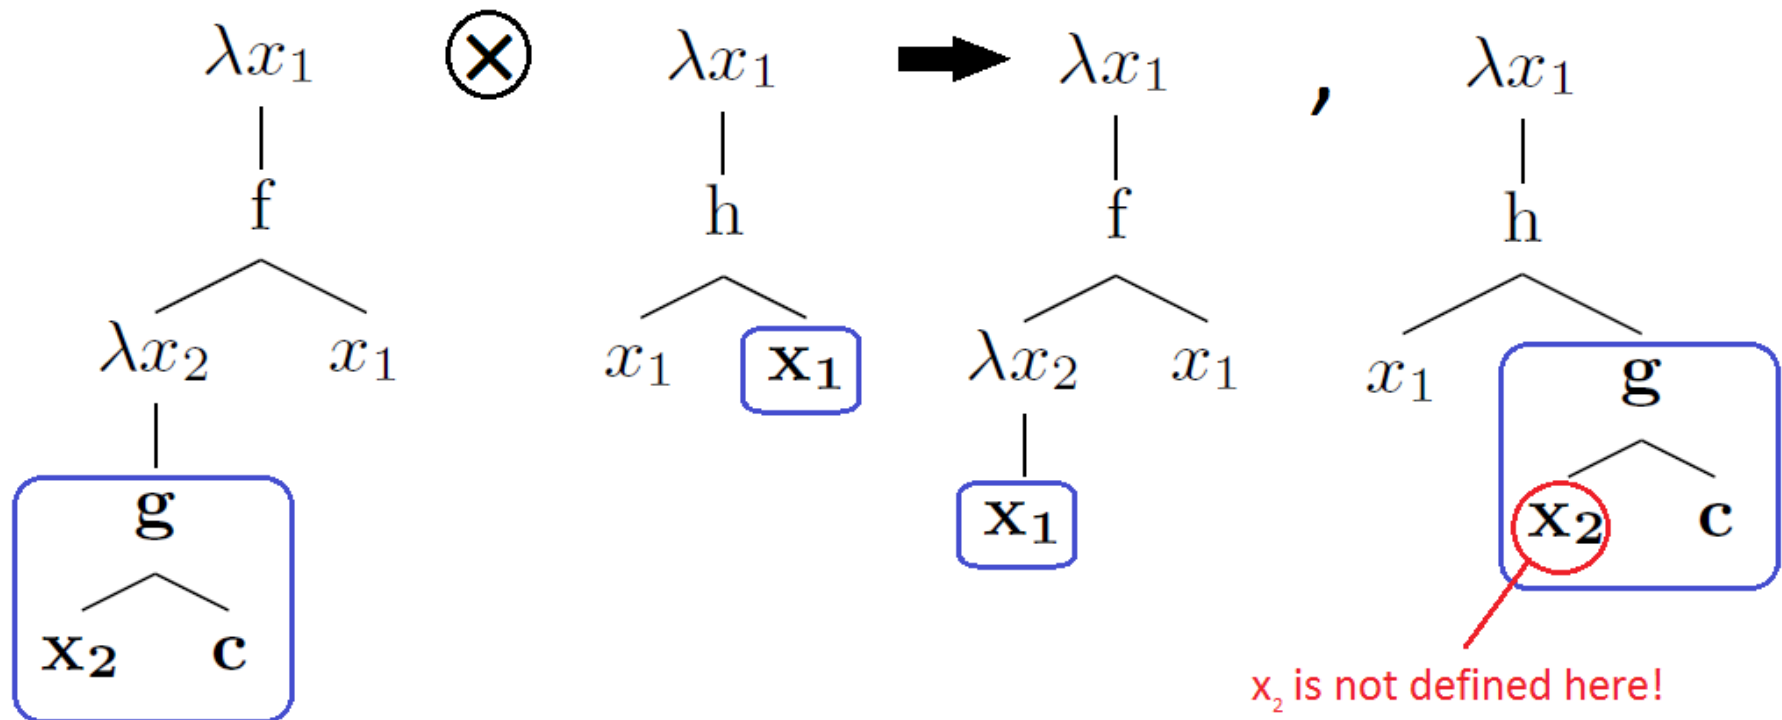 λx₁ ⊗ λx₁ → λx₁ , λx₁
f h f h
λx₂ x₁ x₁ x₁ λx₂ x₁ x₁ g
g x₁ x₂ c
x₂ c
x₂ is not defined here!